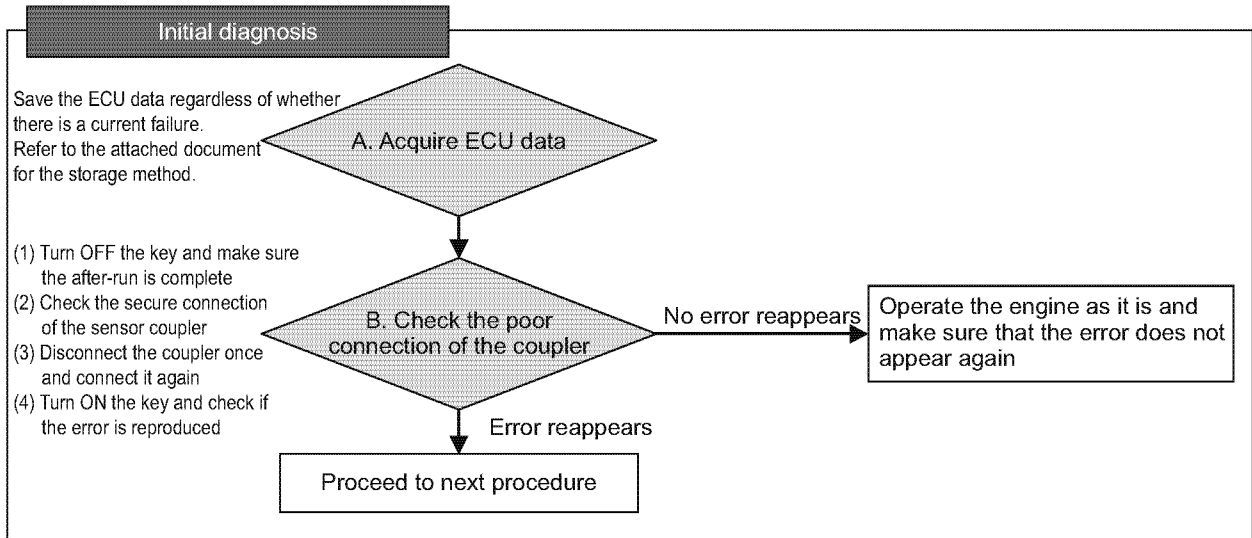 Initial diagnosis
Save the ECU data regardless of whether
there is a current failure.
Refer to the attached document
for the storage method.
A. Acquire ECU data
(1) Turn OFF the key and make sure
the after-run is complete
(2) Check the secure connection
of the sensor coupler
(3) Disconnect the coupler once
and connect it again
(4) Turn ON the key and check if
the error is reproduced
B. Check the poor
connection of the coupler
No error reappears
Operate the engine as it is and
make sure that the error does not
appear again
Error reappears
Proceed to next procedure